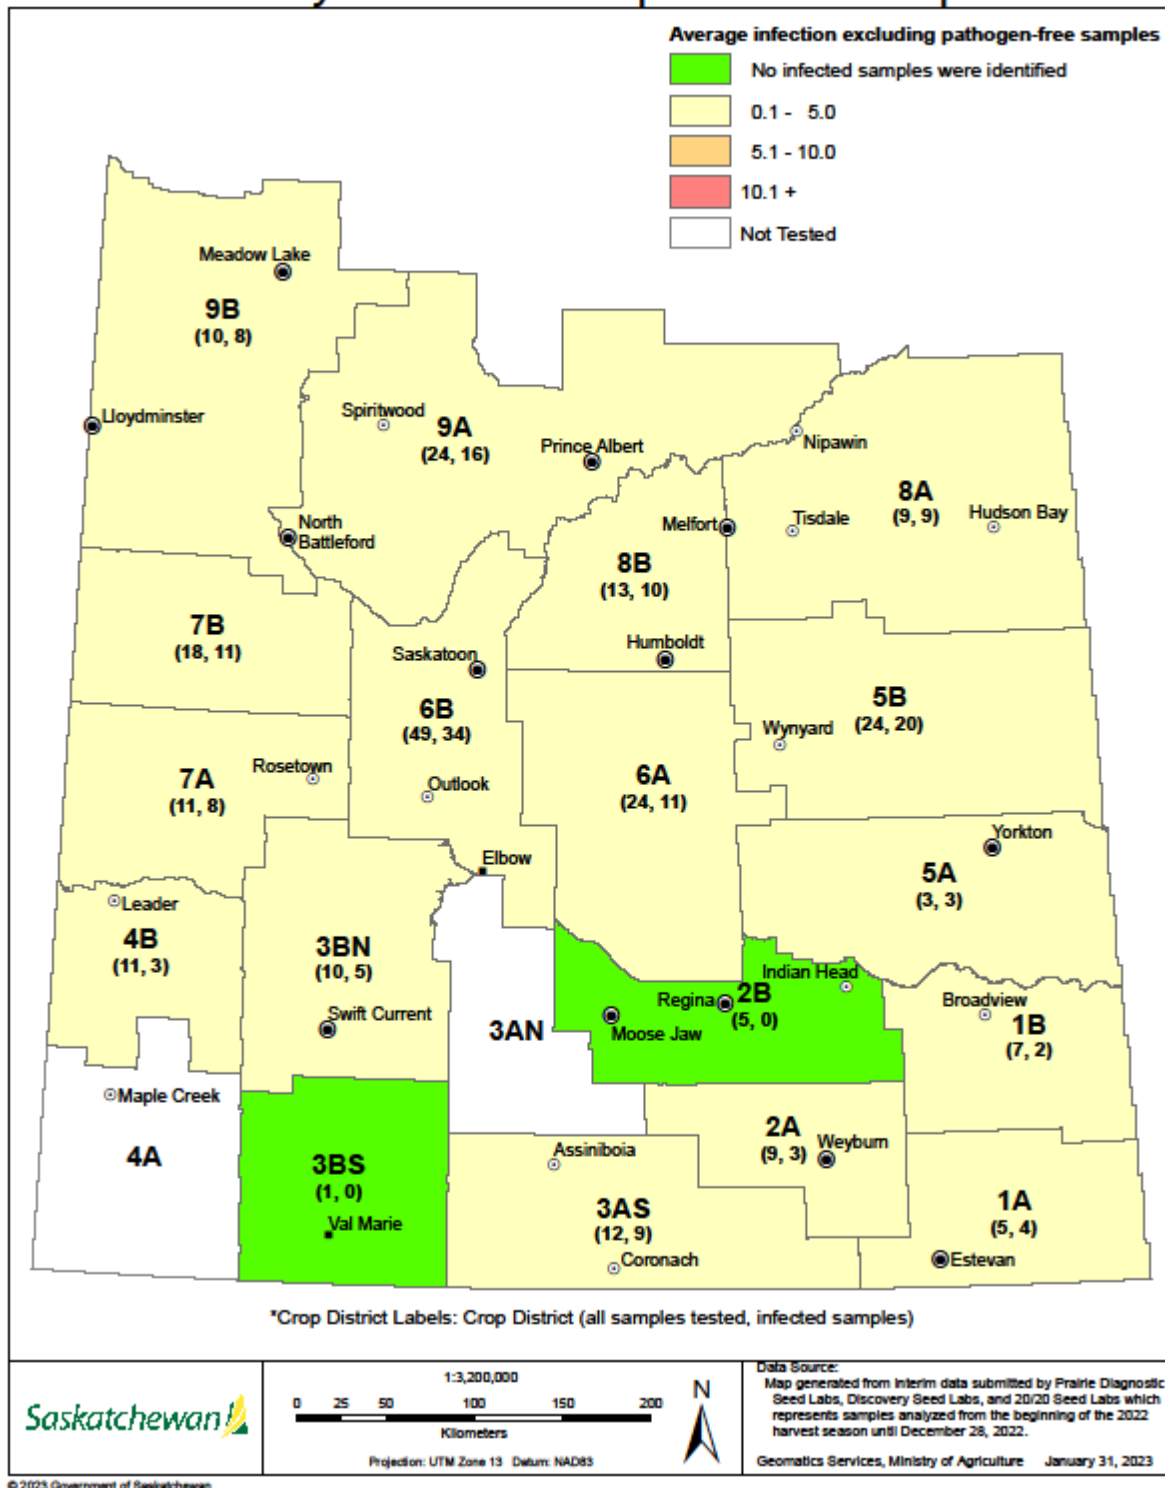 Average infection excluding pathogen-free samples
No infected samples were identified
0.1 - 5.0
5.1 - 10.0
10.1 +
Not Tested
Meadow Lake
9B
(10, 8)
Lloydminster
Spiritwood
9A
(24, 16)
Prince Albert
Nipawin
8A
(9, 9)
Hudson Bay
Tisdale
Melfort
North
Battleford
8B
(13, 10)
Humboldt
7B
(18, 11)
Saskatoon
6B
(49, 34)
Outlook
5B
(24, 20)
Wynyard
7A
(11, 8)
Rosetown
6A
(24, 11)
Yorkton
5A
(3, 3)
Elbow
Leader
4B
(11, 3)
3BN
(10, 5)
Swift Current
3AN
Indian Head
Regina
2B
(5, 0)
Moose Jaw
Broadview
1B
(7, 2)
Maple Creek
4A
3BS
(1, 0)
Val Marie
Assiniboia
3AS
(12, 9)
Coronach
2A
(9, 3)
Weyburn
1A
(5, 4)
Estevan
*Crop District Labels: Crop District (all samples tested, infected samples)
Saskatchewan
1:3,200,000
0 25 50 100 150 200
Kilometers
Projection: UTM Zone 13 Datum: NAD83
N
Data Source:
Map generated from interim data submitted by Prairie Diagnostic
Seed Labs, Discovery Seed Labs, and 20/20 Seed Labs which
represents samples analyzed from the beginning of the 2022
harvest season until December 28, 2022.
Geomatics Services, Ministry of Agriculture January 31, 2023
© 2023 Government of Saskatchewan